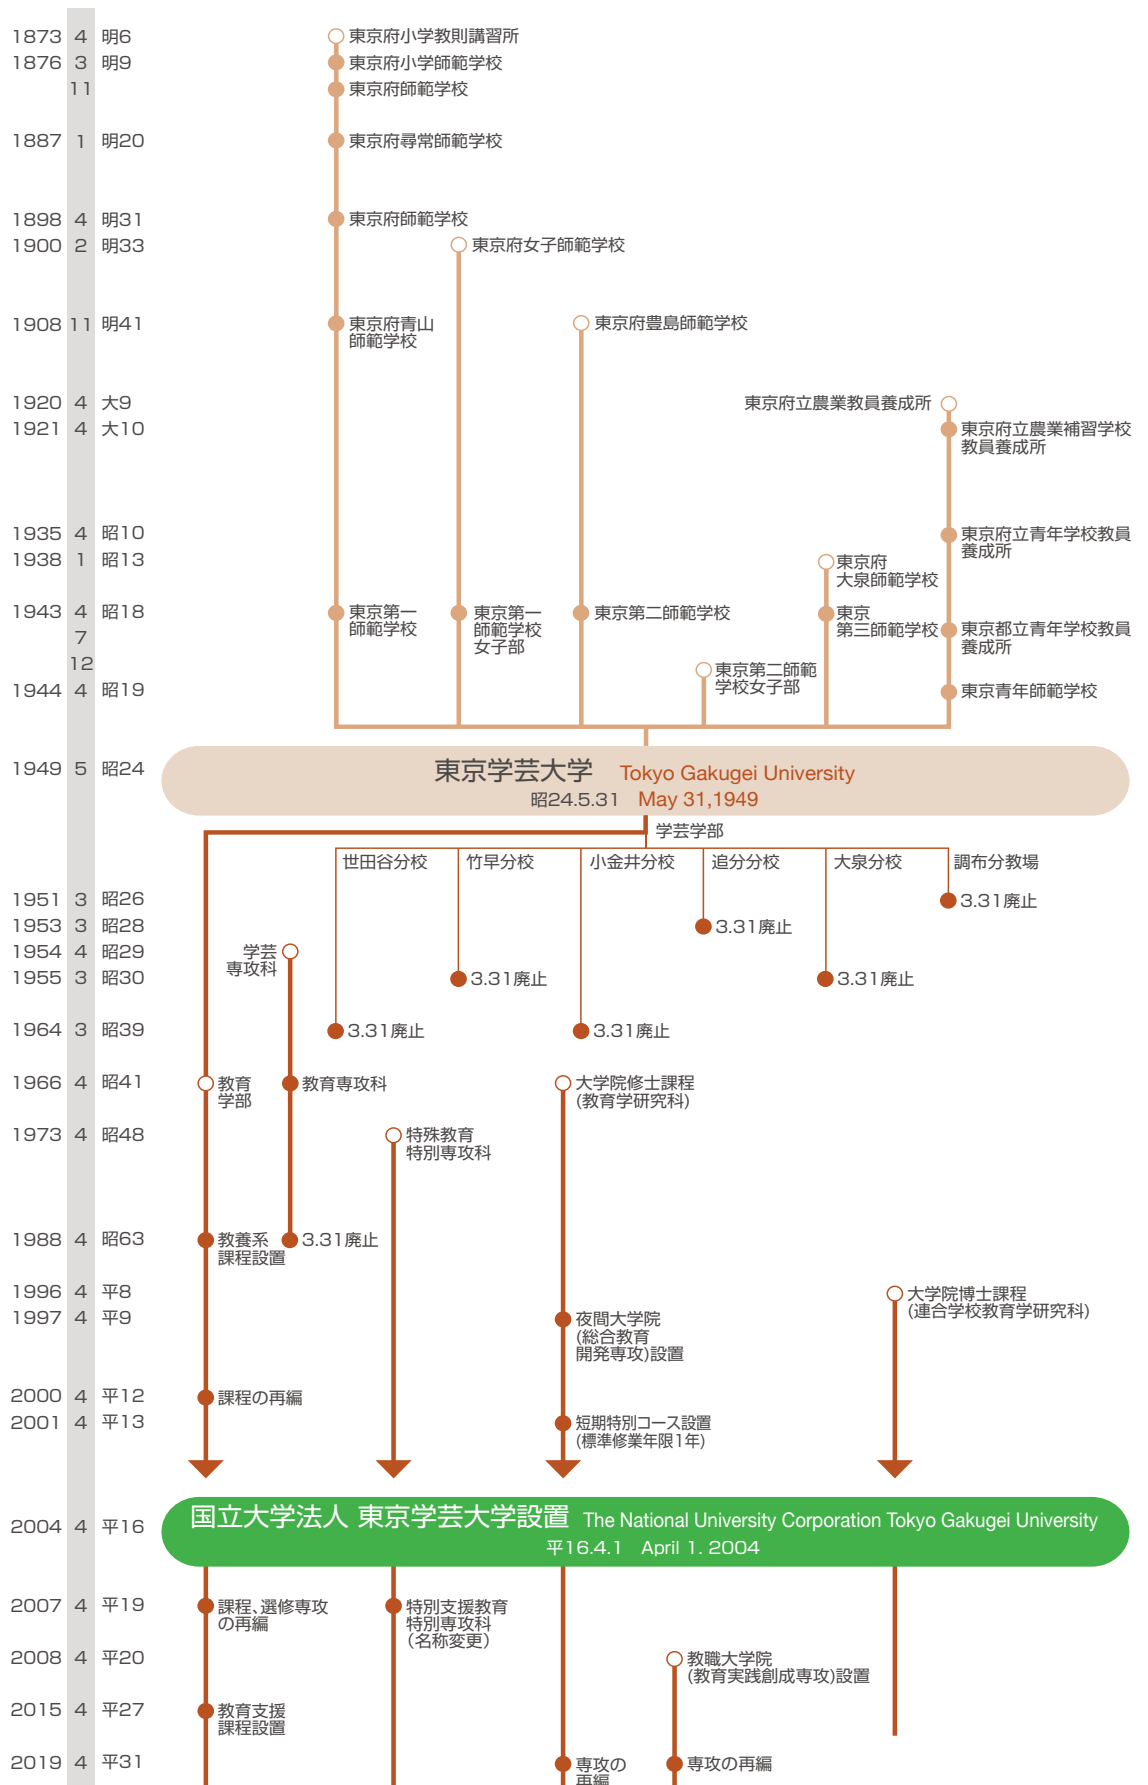 1873 4 明6 東京府小学教則講習所
1876 3 明9 東京府小学師範学校
11 東京府師範学校
1887 1 明20 東京府尋常師範学校
1898 4 明31 東京府師範学校
1900 2 明33 東京府女子師範学校
1908 11 明41 東京府青山
師範学校
東京府豊島師範学校
1920 4 大9 東京府立農業教員養成所
1921 4 大10 東京府立農業補習学校
教員養成所
1935 4 昭10 東京府立青年学校教員
養成所
1938 1 昭13 東京府
大泉師範学校
1943 4 昭18 東京第一
師範学校
東京第一
師範学校
女子部
東京第二師範学校
東京
第三師範学校
7 東京都立青年学校教員
養成所
12 東京第二師範
学校女子部
1944 4 昭19 東京青年師範学校
1949 5 昭24 東京学芸大学 Tokyo Gakugei University
昭24.5.31 May 31,1949
学芸学部
世田谷分校 竹早分校 小金井分校 追分分校 大泉分校 調布分教場
1951 3 昭26 3.31廃止
1953 3 昭28 3.31廃止
1954 4 昭29 学芸
専攻科
1955 3 昭30 3.31廃止 3.31廃止
1964 3 昭39 3.31廃止 3.31廃止
1966 4 昭41 教育
学部
教育専攻科
大学院修士課程
(教育学研究科)
1973 4 昭48 特殊教育
特別専攻科
1988 4 昭63 教養系
課程設置
3.31廃止
1996 4 平8 大学院博士課程
(連合学校教育学研究科)
1997 4 平9 夜間大学院
(総合教育
開発専攻)設置
2000 4 平12 課程の再編
2001 4 平13 短期特別コース設置
(標準修業年限1年)
2004 4 平16 国立大学法人 東京学芸大学設置 The National University Corporation Tokyo Gakugei University
平16.4.1 April 1. 2004
2007 4 平19 課程、選修専攻
の再編
特別支援教育
特別専攻科
（名称変更）
2008 4 平20 教職大学院
(教育実践創成専攻)設置
2015 4 平27 教育支援
課程設置
2019 4 平31 専攻の
再編
専攻の再編